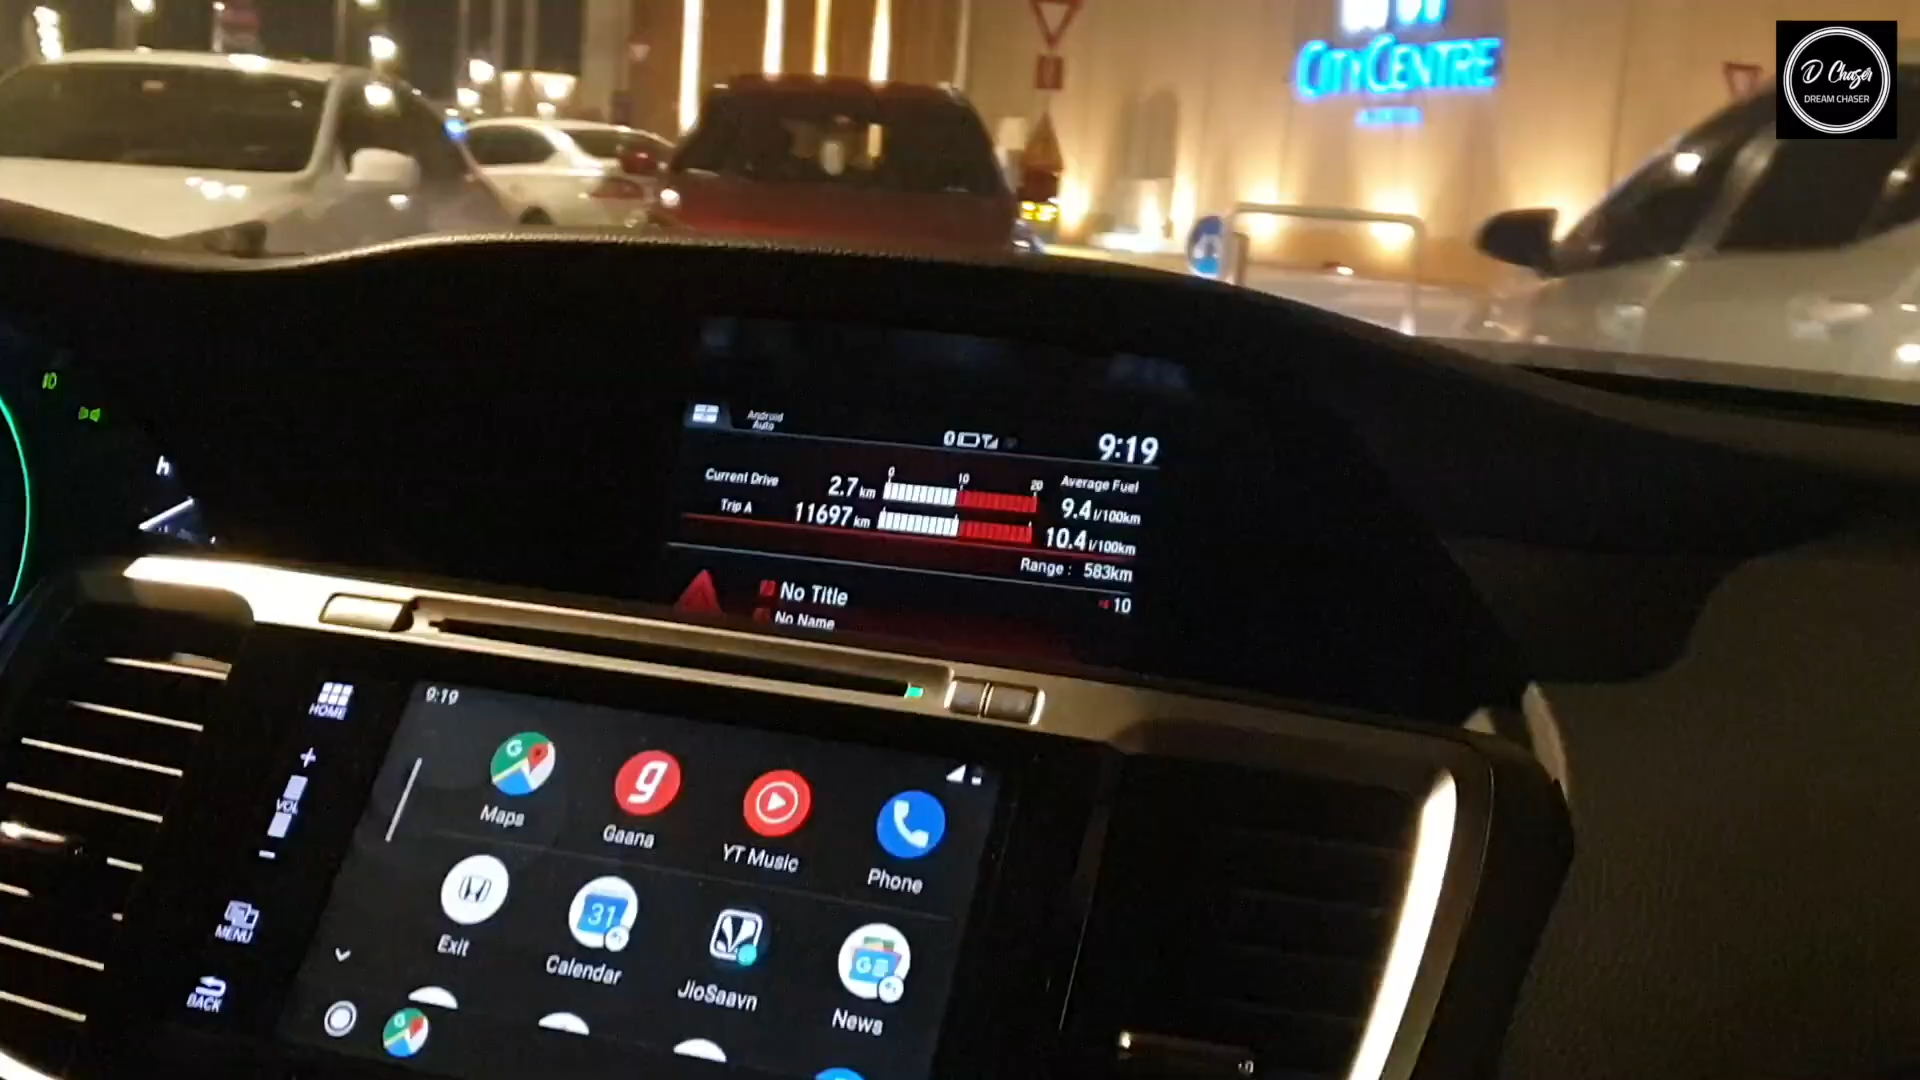 CITY CENTRE
D Chaser
DREAM CHASER
Android
Auto
9:19
Current Drive
2.7 km
0
10
20
Average Fuel
9.4 l/100km
Trip A
11697 km
10.4 l/100km
Range : 583km
No Title
10
No Name
h
HOME
+
VOL
-
MENU
BACK
9:19
Maps
Gaana
YT Music
Phone
Exit
31
Calendar
JioSaavn
News